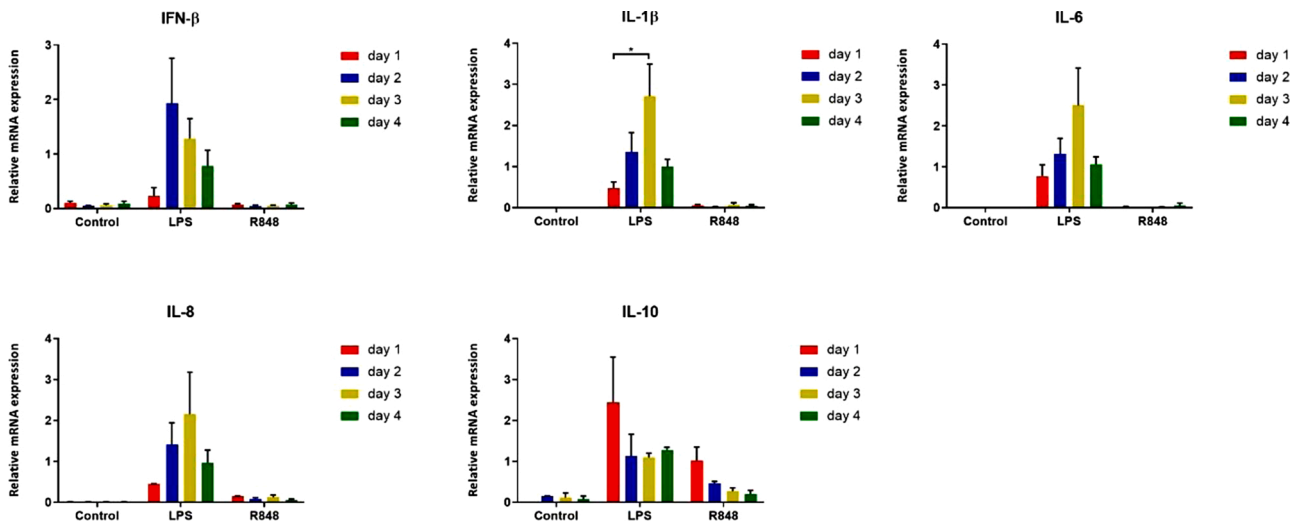 IFN-β
Relative mRNA expression
3
2
1
0
Control LPS R848
day 1
day 2
day 3
day 4
IL-1β
Relative mRNA expression
4
3
2
1
0
*
Control LPS R848
day 1
day 2
day 3
day 4
IL-6
Relative mRNA expression
4
3
2
1
0
Control LPS R848
day 1
day 2
day 3
day 4
IL-8
Relative mRNA expression
4
3
2
1
0
Control LPS R848
day 1
day 2
day 3
day 4
IL-10
Relative mRNA expression
4
3
2
1
0
Control LPS R848
day 1
day 2
day 3
day 4